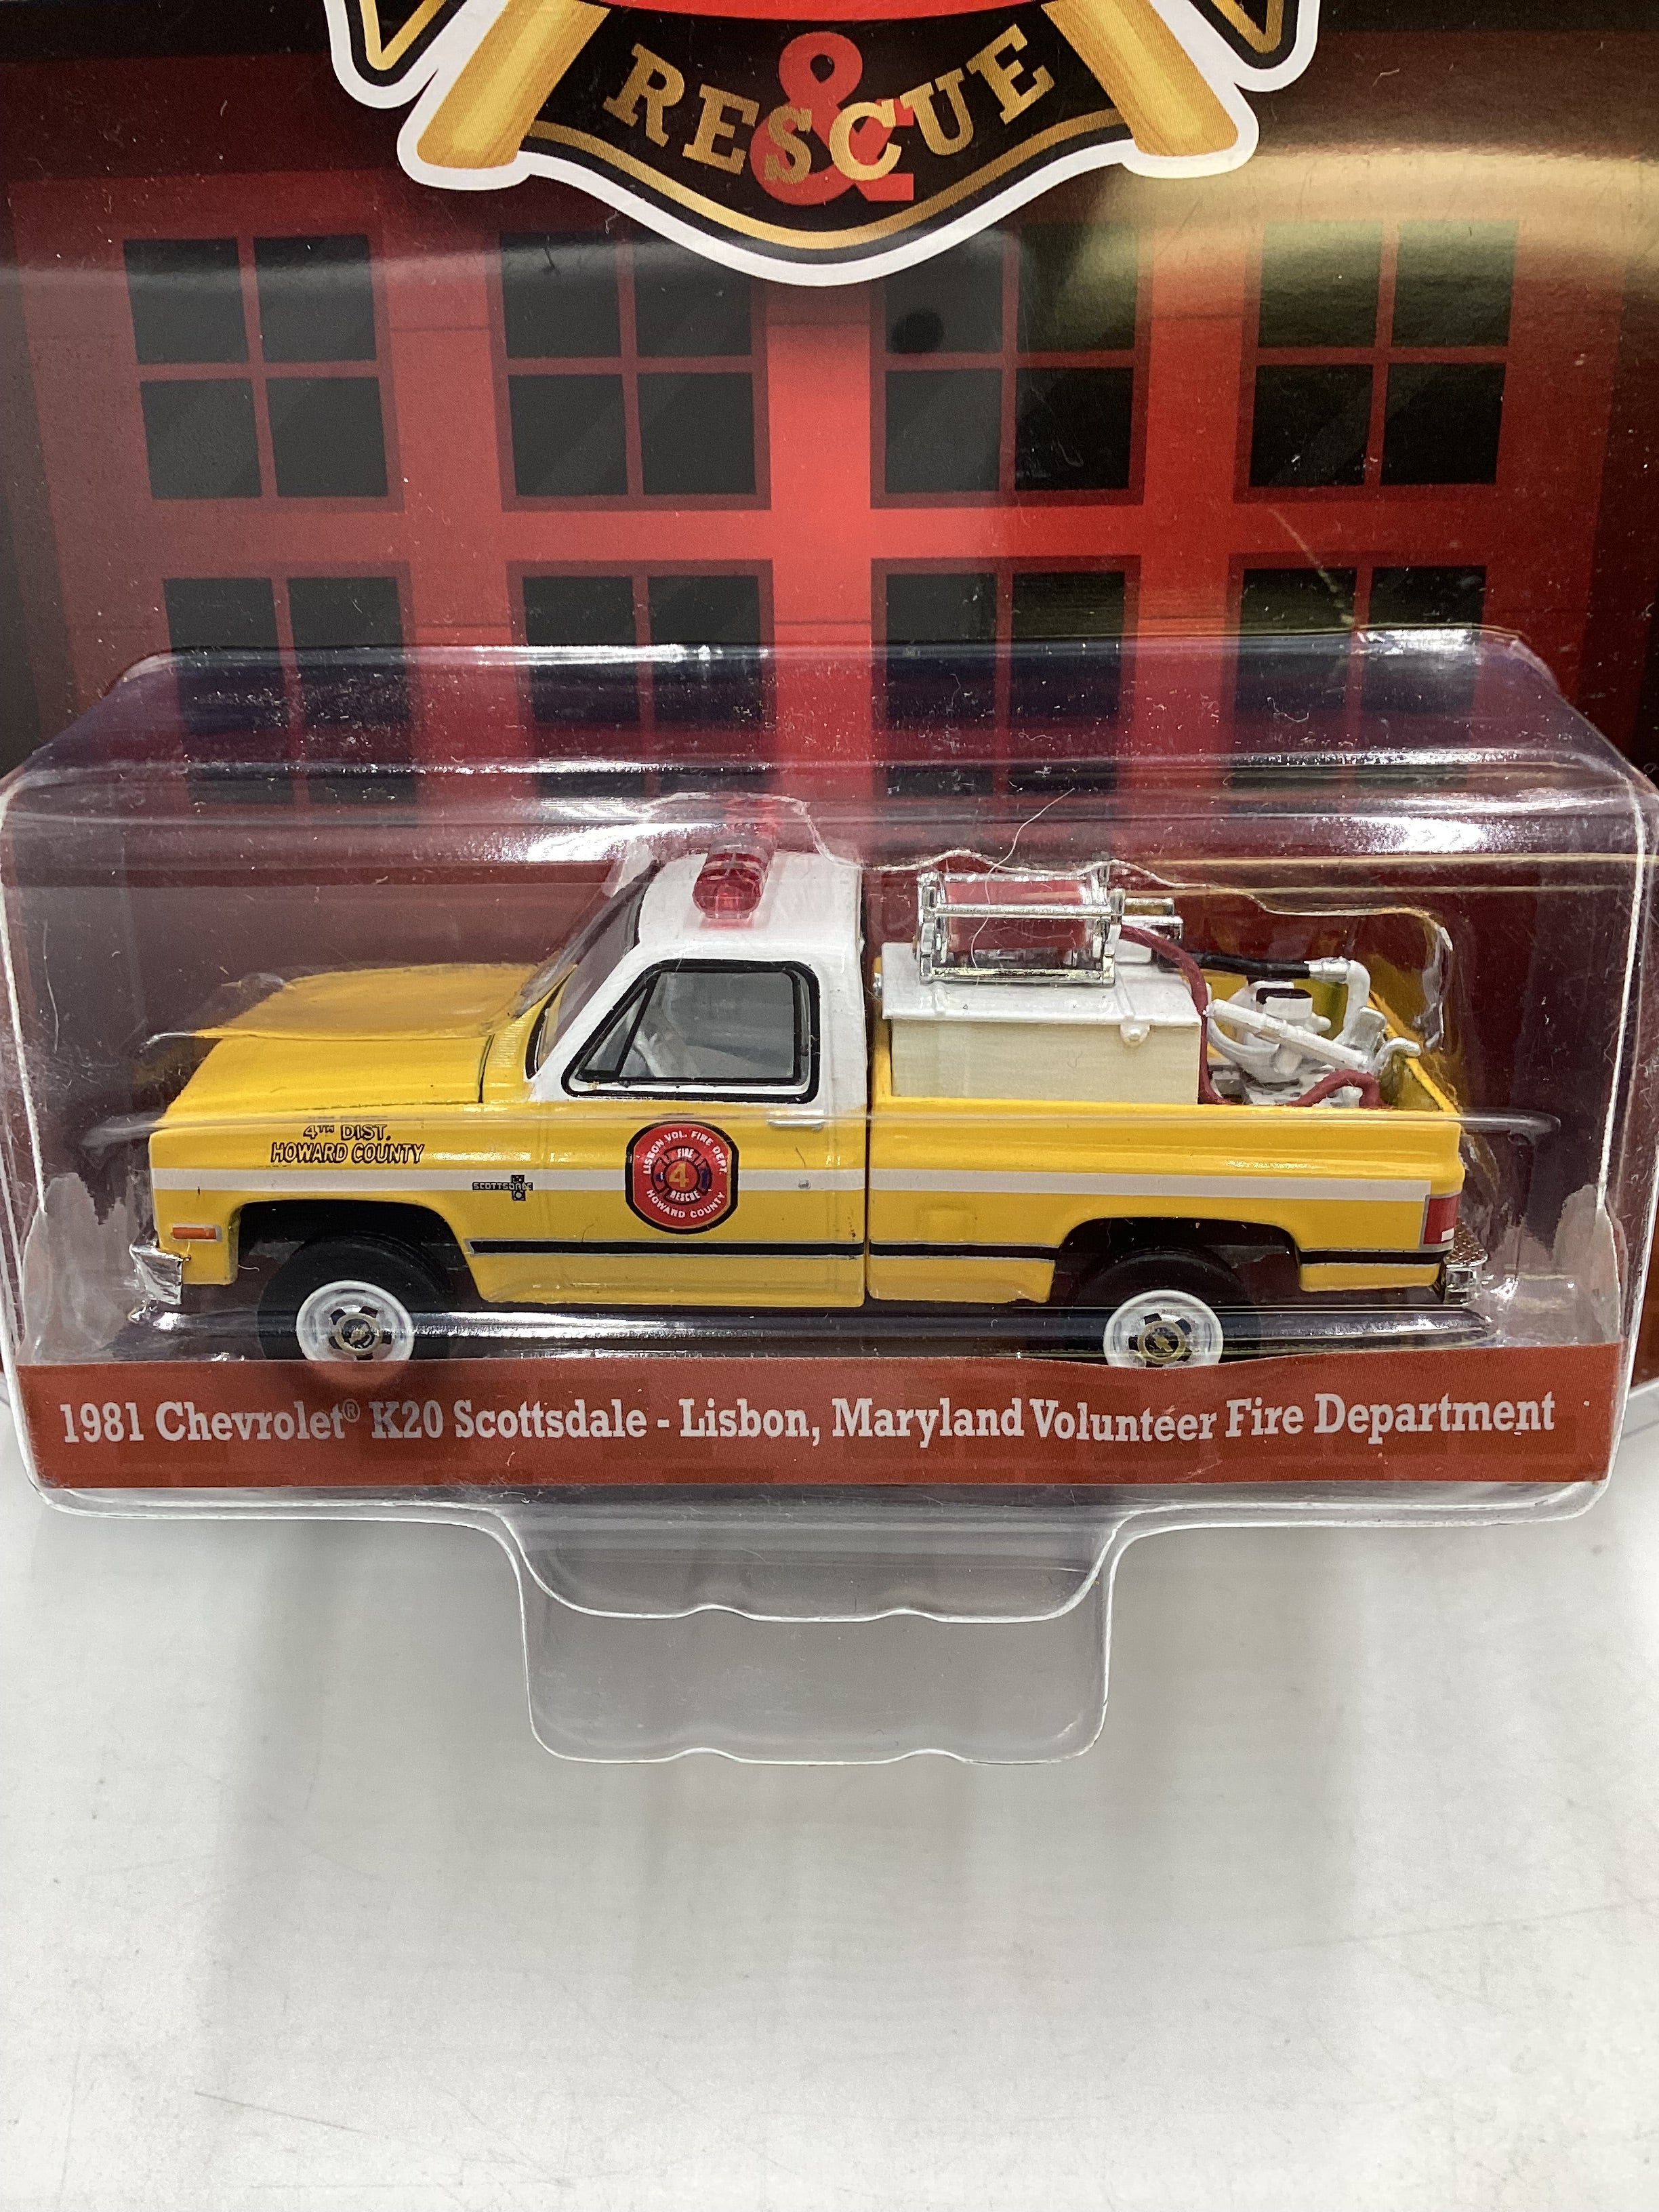 &
RESCUE
4TH DIST.
HOWARD COUNTY
SCOTTSDALE
LISBON VOL. FIRE DEPT.
FIRE
4
RESCUE
HOWARD COUNTY
1981 Chevrolet® K20 Scottsdale - Lisbon, Maryland Volunteer Fire Department